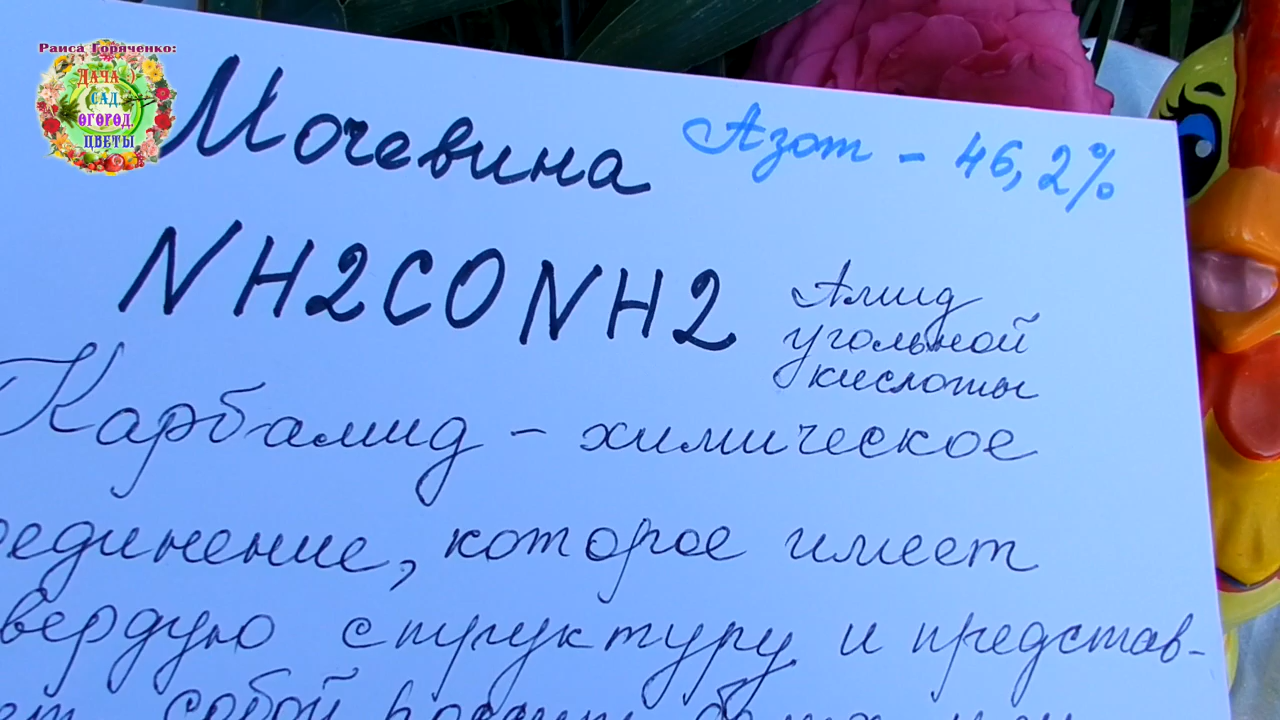 Раиса Горяченко:
ДАЧА :)
САД,
ОГОРОД,
ЦВЕТЫ
Мочевина Азот - 46,2%
NH2CONH2
Амид
угольной
кислоты
Карбамид - химическое
единение, которое имеет
вердую структуру и представ-
собой